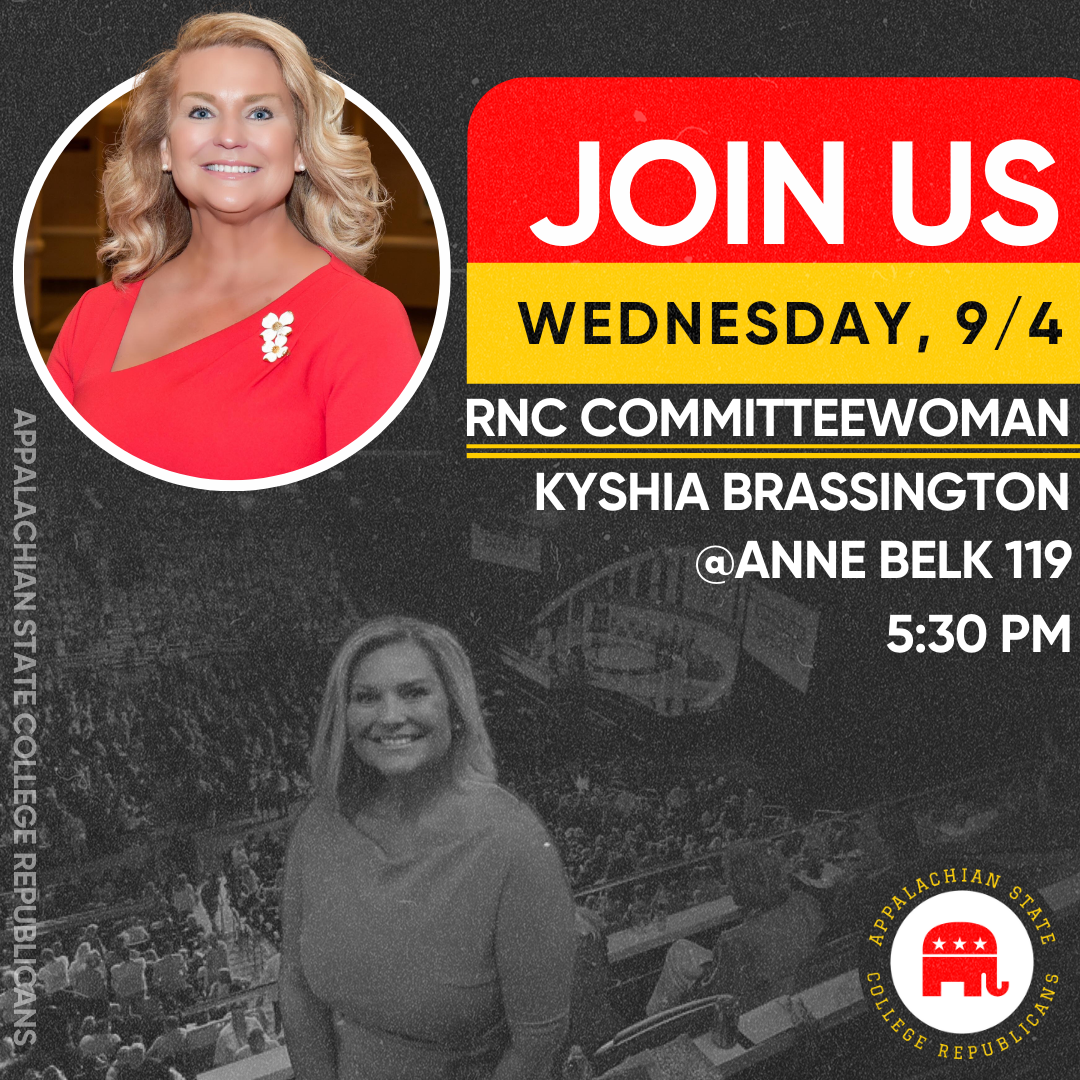 JOIN US
WEDNESDAY, 9/4
RNC COMMITTEEWOMAN
KYSHIA BRASSINGTON
@ANNE BELK 119
5:30 PM
APPALACHIAN STATE COLLEGE REPUBLICANS
APPALACHIAN STATE
COLLEGE REPUBLICANS